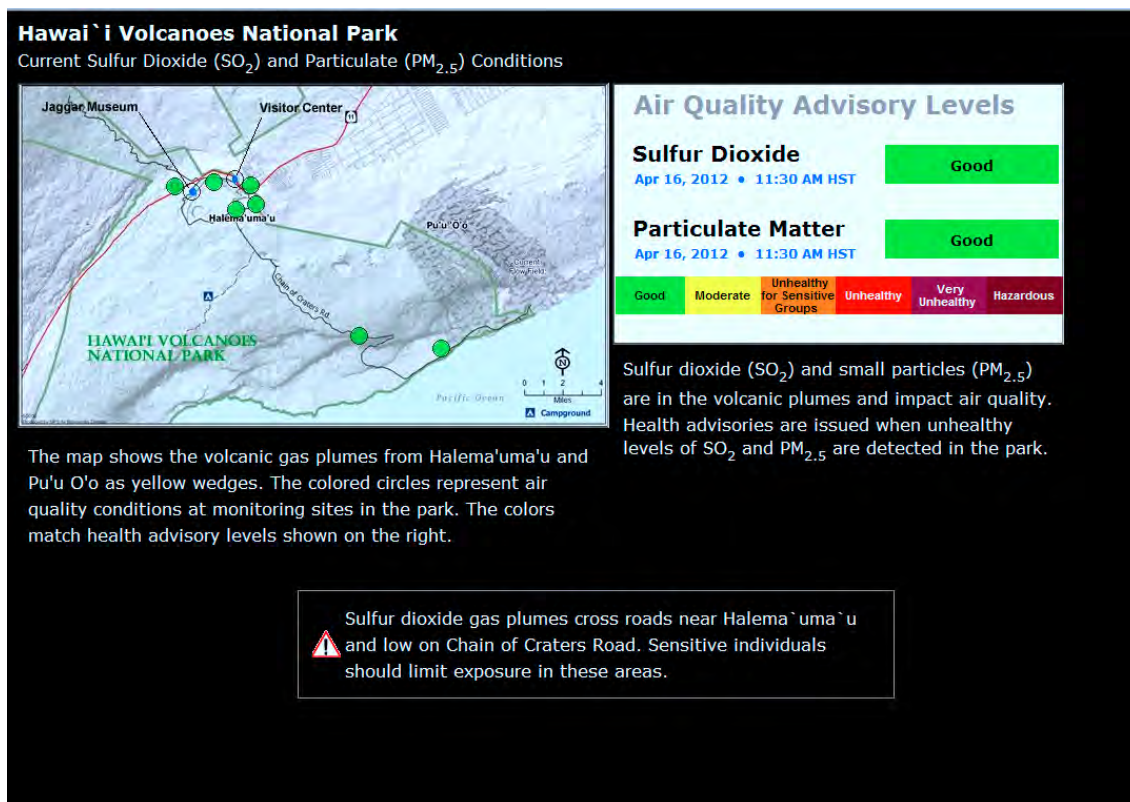 Hawai`i Volcanoes National Park
Current Sulfur Dioxide (SO2) and Particulate (PM2.5) Conditions
Jaggar Museum
Visitor Center
11
Halema'uma'u
Pu'u 'O'o
Current
Flow Field
Chain of Craters Rd.
HAWAI'I VOLCANOES
NATIONAL PARK
N
0 1 2 4
Miles
Pacific Ocean
Campground
Air Quality Advisory Levels
Sulfur Dioxide
Good
Apr 16, 2012 • 11:30 AM HST
Particulate Matter
Good
Apr 16, 2012 • 11:30 AM HST
Good Moderate Unhealthy for Sensitive Groups Unhealthy Very Unhealthy Hazardous
Sulfur dioxide (SO2) and small particles (PM2.5)
are in the volcanic plumes and impact air quality.
Health advisories are issued when unhealthy
levels of SO2 and PM2.5 are detected in the park.
The map shows the volcanic gas plumes from Halema'uma'u and
Pu'u O'o as yellow wedges. The colored circles represent air
quality conditions at monitoring sites in the park. The colors
match health advisory levels shown on the right.
Sulfur dioxide gas plumes cross roads near Halema`uma`u
and low on Chain of Craters Road. Sensitive individuals
should limit exposure in these areas.